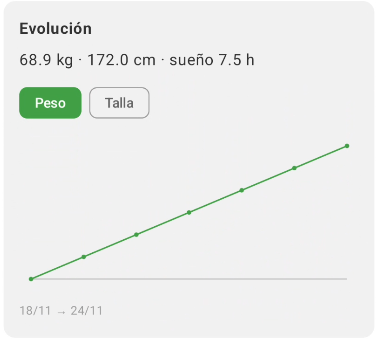 Evolución
68.9 kg · 172.0 cm · sueño 7.5 h
Peso
Talla
18/11 → 24/11